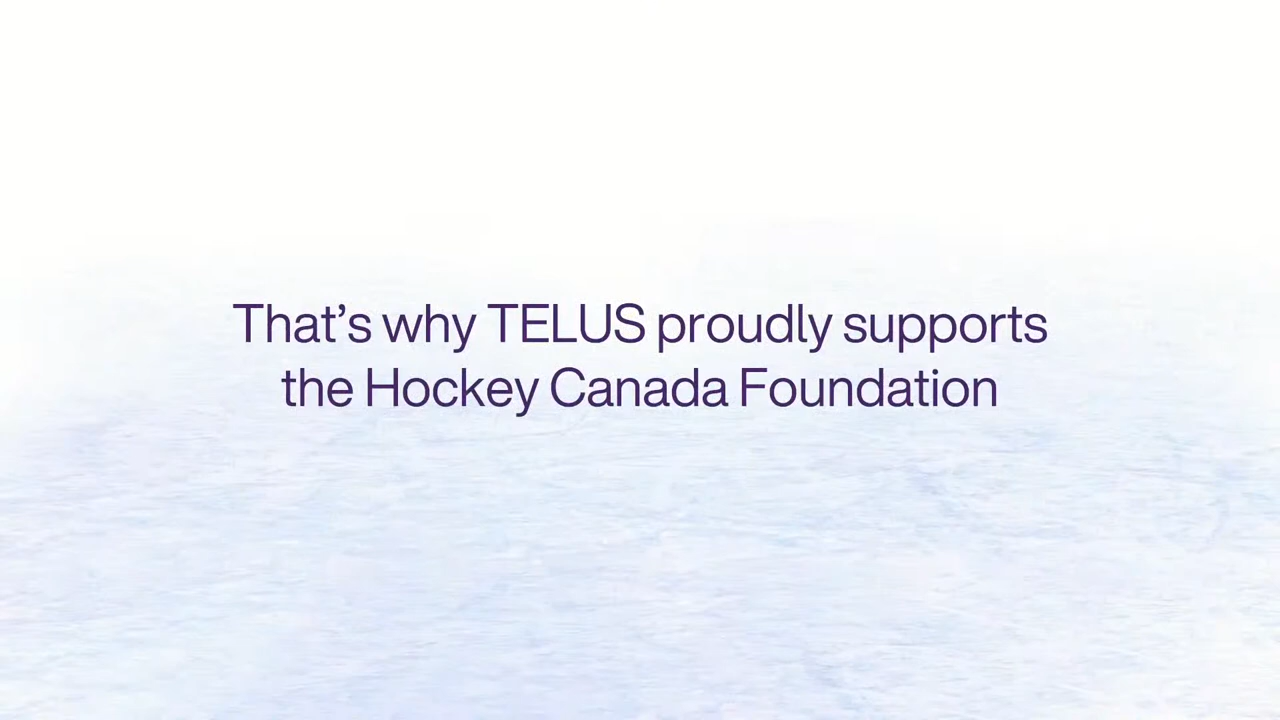 That’s why TELUS proudly supports
the Hockey Canada Foundation